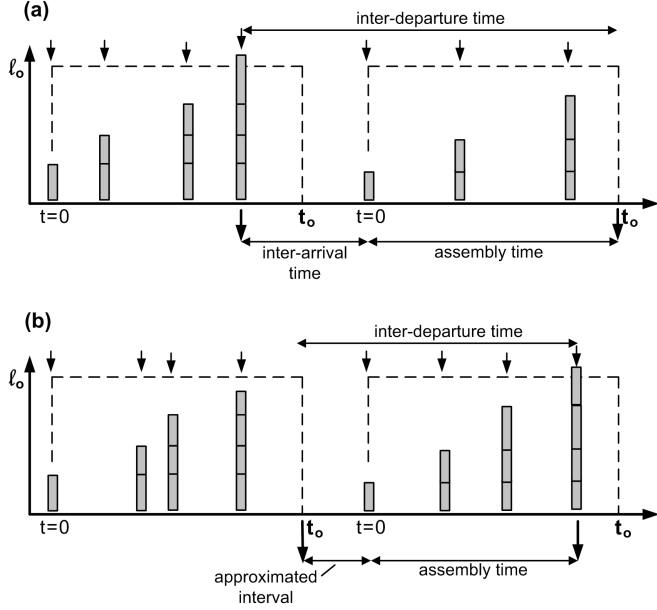 (a)
inter-departure time
ℓo
t=0
to
t=0
to
inter-arrival
time
assembly time
(b)
inter-departure time
ℓo
t=0
to
t=0
to
approximated
interval
assembly time